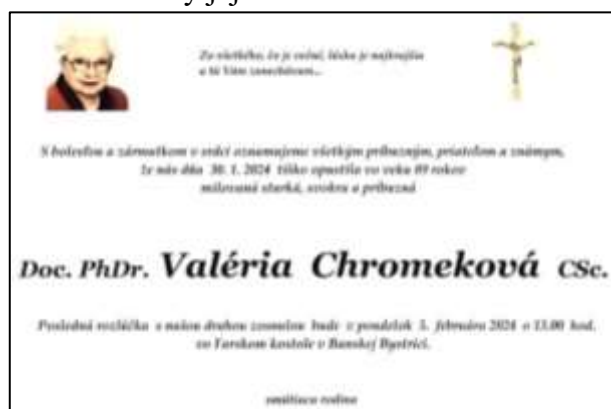 Zo všetkého, čo je večné, láska je najkrajšia
a tú Vám zanechávam...
S bolesťou a zármutkom v srdci oznamujeme všetkým príbuzným, priateľom a známym,
že nás dňa 30. 1. 2024 tíško opustila vo veku 89 rokov
milovaná starká, svokra a príbuzná
Doc. PhDr. Valéria Chromeková CSc.
Posledná rozlúčka s našou drahou zosnulou bude v pondelok 5. februára 2024 o 13.00 hod.
vo Farskom kostole v Banskej Bystrici.
smútiaca rodina